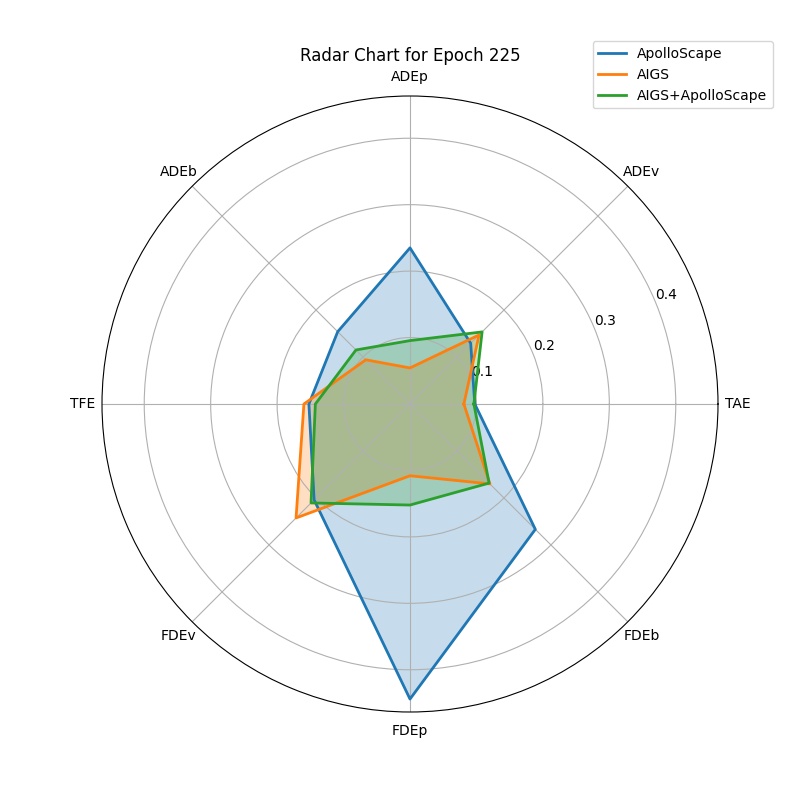 Radar Chart for Epoch 225
ApolloScape
AIGS
AIGS+ApolloScape
ADEp
ADEb
ADEv
0.4
0.3
0.2
0.1
TFE
TAE
FDEv
FDEb
FDEp